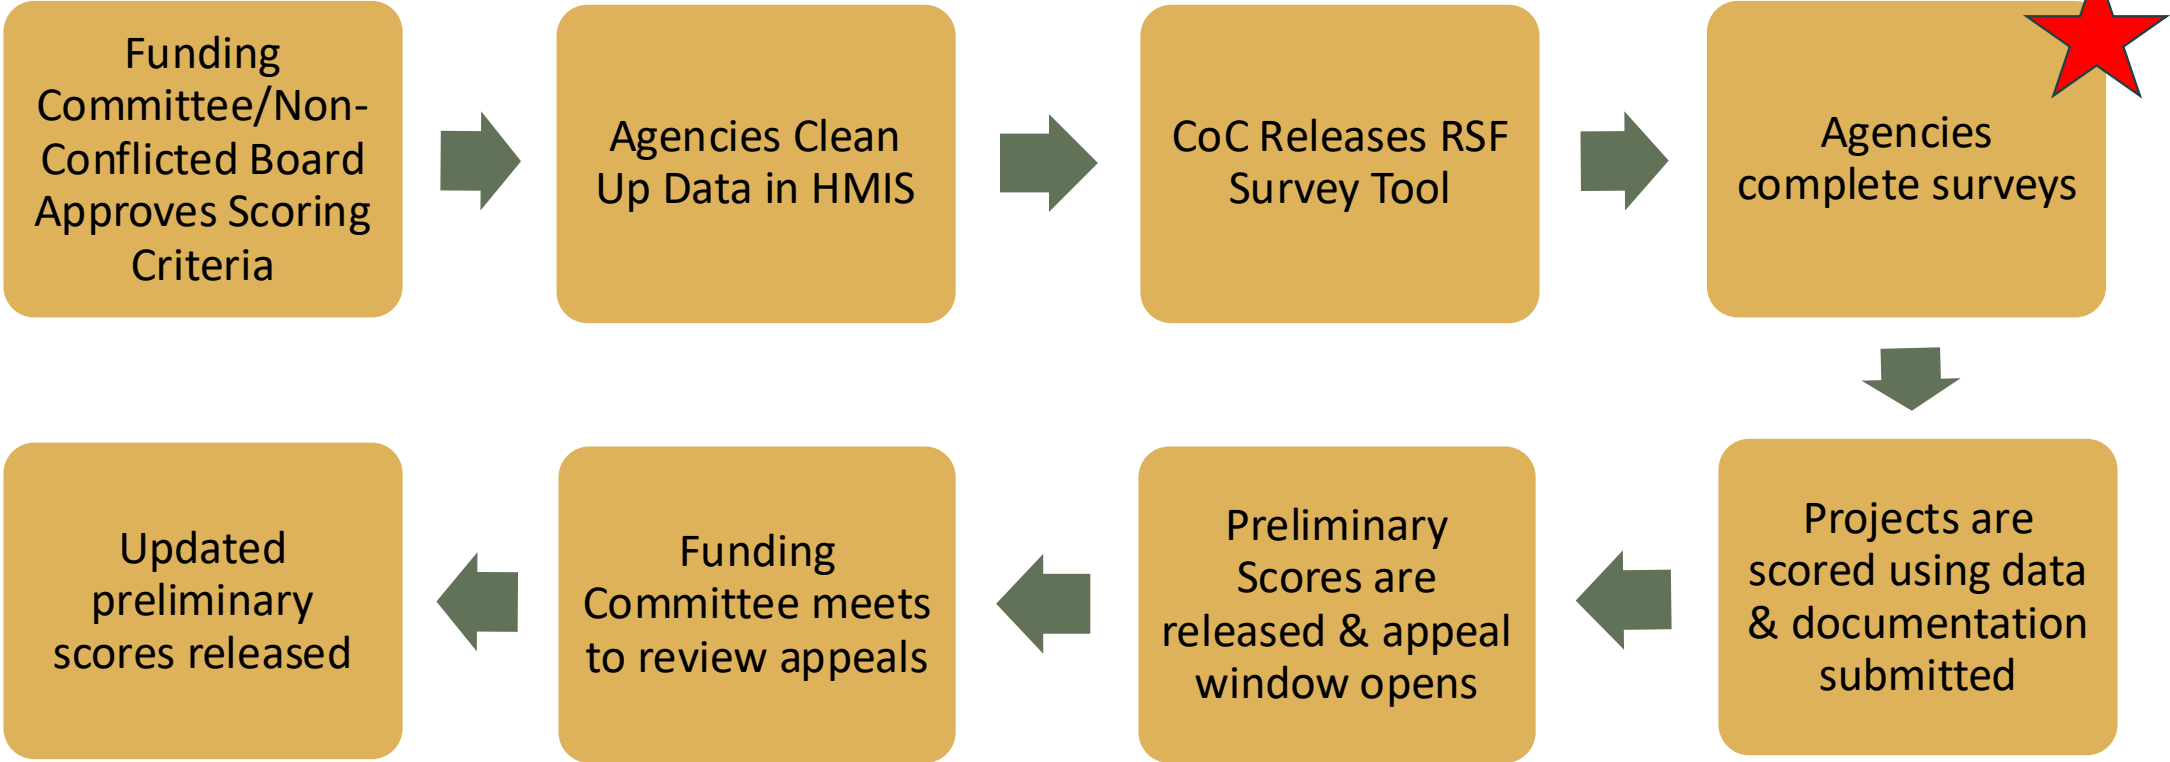 Funding
Committee/Non-
Conflicted Board
Approves Scoring
Criteria
Agencies Clean
Up Data in HMIS
CoC Releases RSF
Survey Tool
Agencies
complete surveys
Projects are
scored using data
& documentation
submitted
Preliminary
Scores are
released & appeal
window opens
Funding
Committee meets
to review appeals
Updated
preliminary
scores released